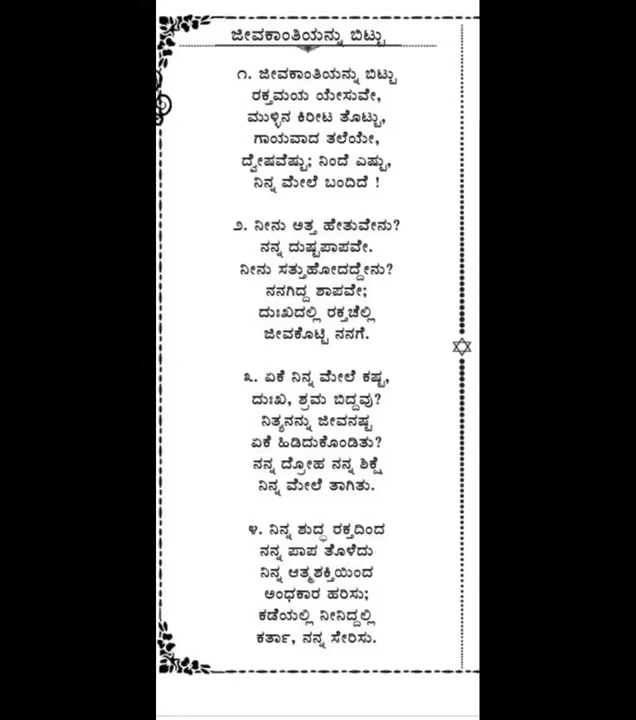 ಜೀವಕಾಂತಿಯನ್ನು ಬಿಟ್ಟು
೧. ಜೀವಕಾಂತಿಯನ್ನು ಬಿಟ್ಟು
ರಕ್ತಮಯ ಯೇಸುವೇ,
ಮುಳ್ಳಿನ ಕಿರೀಟ ತೊಟ್ಟು,
ಗಾಯವಾದ ತಲೆಯೇ,
ದ್ವೇಷವೆಷ್ಟು; ನಿಂದೆ ಎಷ್ಟು,
ನಿನ್ನ ಮೇಲೆ ಬಂದಿದೆ !
೨. ನೀನು ಅತ್ತ ಹೇತುವೇನು?
ನನ್ನ ದುಷ್ಟಪಾಪವೇ.
ನೀನು ಸತ್ತುಹೋದದ್ದೇನು?
ನನಗಿದ್ದ ಶಾಪವೇ;
ದುಃಖದಲ್ಲಿ ರಕ್ತಚೆಲ್ಲಿ
ಜೀವಕೊಟ್ಟಿ ನನಗೆ.
೩. ಏಕೆ ನಿನ್ನ ಮೇಲೆ ಕಷ್ಟ,
ದುಃಖ, ಶ್ರಮ ಬಿದ್ದವು?
ನಿತ್ಯನನ್ನು ಜೀವನಷ್ಟ
ಏಕೆ ಹಿಡಿದುಕೊಂಡಿತು?
ನನ್ನ ದ್ರೋಹ ನನ್ನ ಶಿಕ್ಷೆ
ನಿನ್ನ ಮೇಲೆ ತಾಗಿತು.
೪. ನಿನ್ನ ಶುದ್ಧ ರಕ್ತದಿಂದ
ನನ್ನ ಪಾಪ ತೊಳೆದು
ನಿನ್ನ ಆತ್ಮಶಕ್ತಿಯಿಂದ
ಅಂಧಕಾರ ಹರಿಸು;
ಕಡೆಯಲ್ಲಿ ನೀನಿದ್ದಲ್ಲಿ
ಕರ್ತಾ, ನನ್ನ ಸೇರಿಸು.